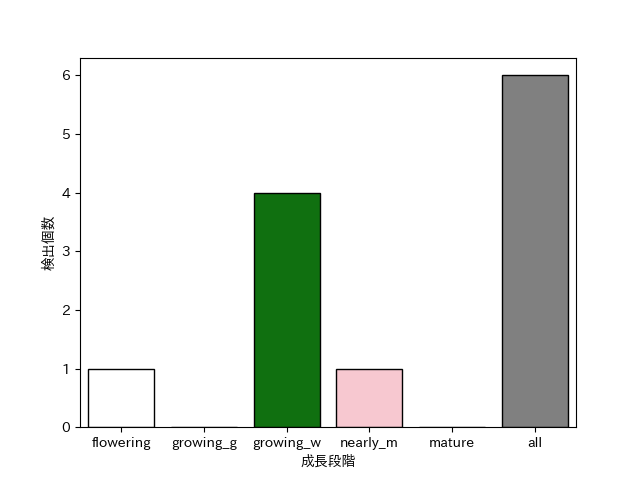 6
5
4
3
2
1
0
検出個数
flowering growing_g growing_w nearly_m mature all
成長段階